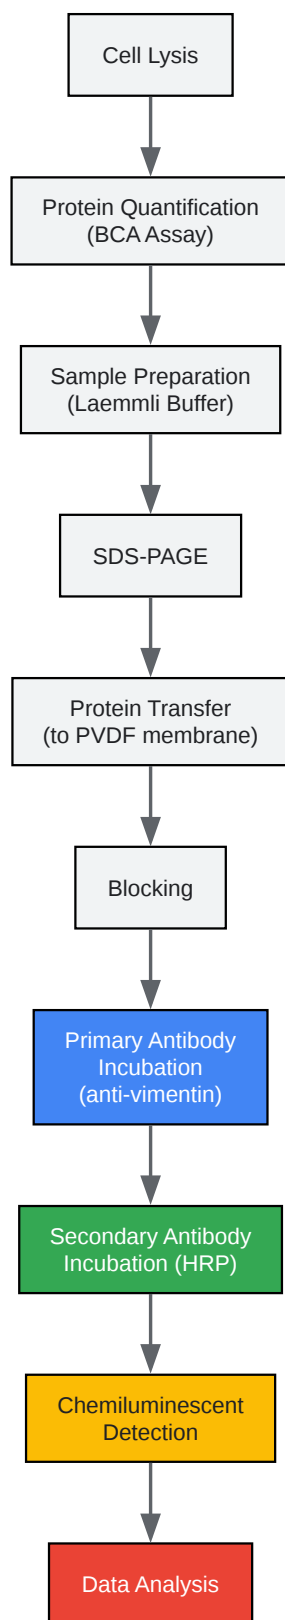 Cell Lysis
Protein Quantification
(BCA Assay)
Sample Preparation
(Laemmli Buffer)
SDS-PAGE
Protein Transfer
(to PVDF membrane)
Blocking
Primary Antibody
Incubation
(anti-vimentin)
Secondary Antibody
Incubation (HRP)
Chemiluminescent
Detection
Data Analysis